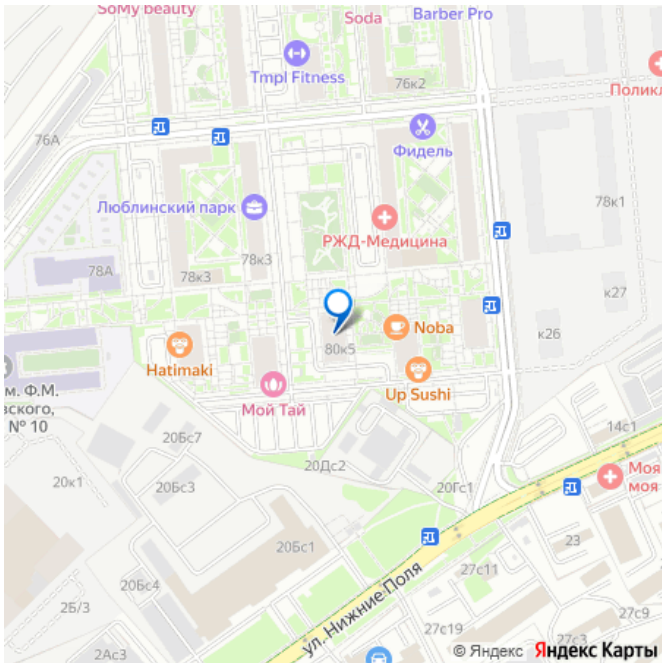 SoMy beauty
Soda
Barber Pro
Tmpl Fitness
76к2
Поликл
76А
Фидель
Люблинский парк
РЖД-Медицина
78к1
78А
78к3
78к3
к27
Noba
к26
80к5
Hatimaki
Up Sushi
м. Ф.М.
вского,
№ 10
Мой Тай
20Бс7
14с1
20Дс2
Моя
моя
20к1
20Бс3
20Гс1
20Бс1
23
27с11
20Бс4
ул. Нижние Поля
2Б/3
27с9
27с19
27с3
2Ас3
© Яндекс Яндекс Карты